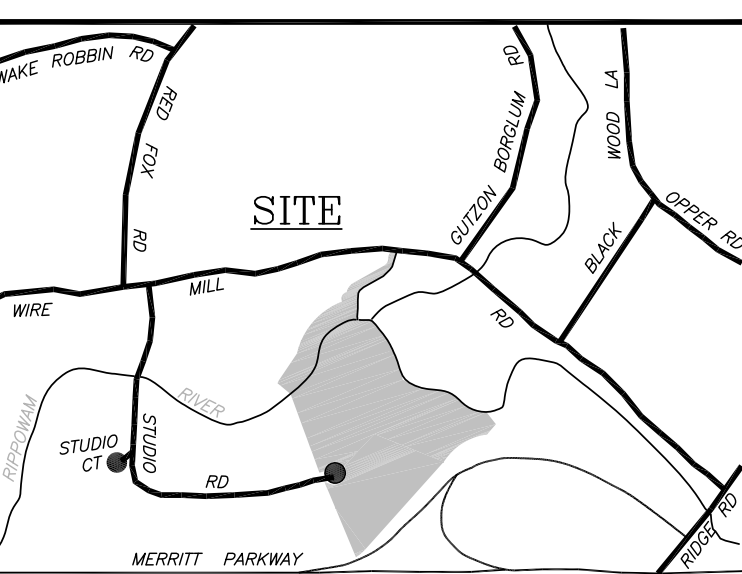 WAKE ROBBIN RD
RED FOX RD
SITE
GUTZON BORGLUM RD
WOOD LA
OPPER RD
BLACK
WIRE MILL RD
RIPPOWAM RIVER
STUDIO CT
STUDIO RD
RIDGE RD
MERRITT PARKWAY